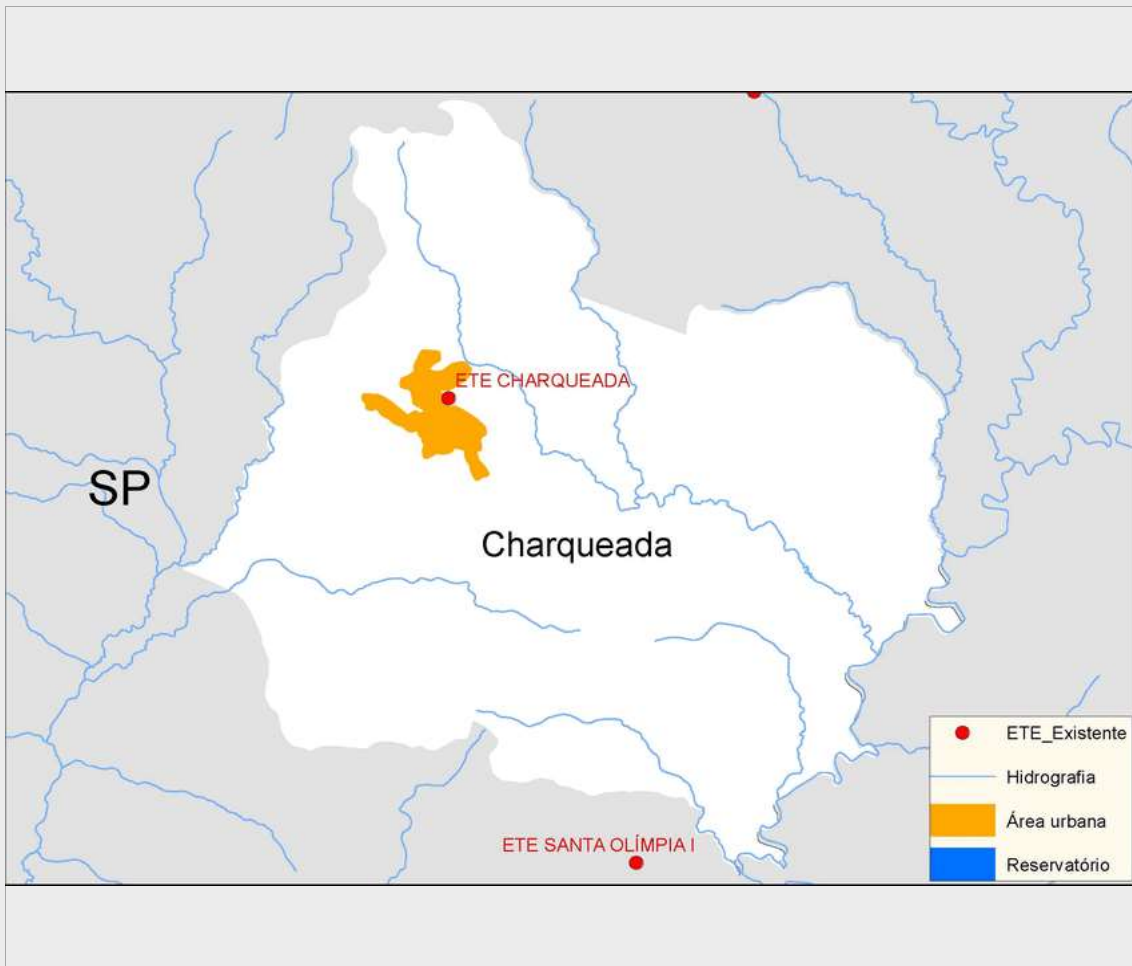 ETE CHARQUEADA
SP
Charqueada
ETE SANTA OLÍMPIA I
ETE_Existente
Hidrografia
Área urbana
Reservatório